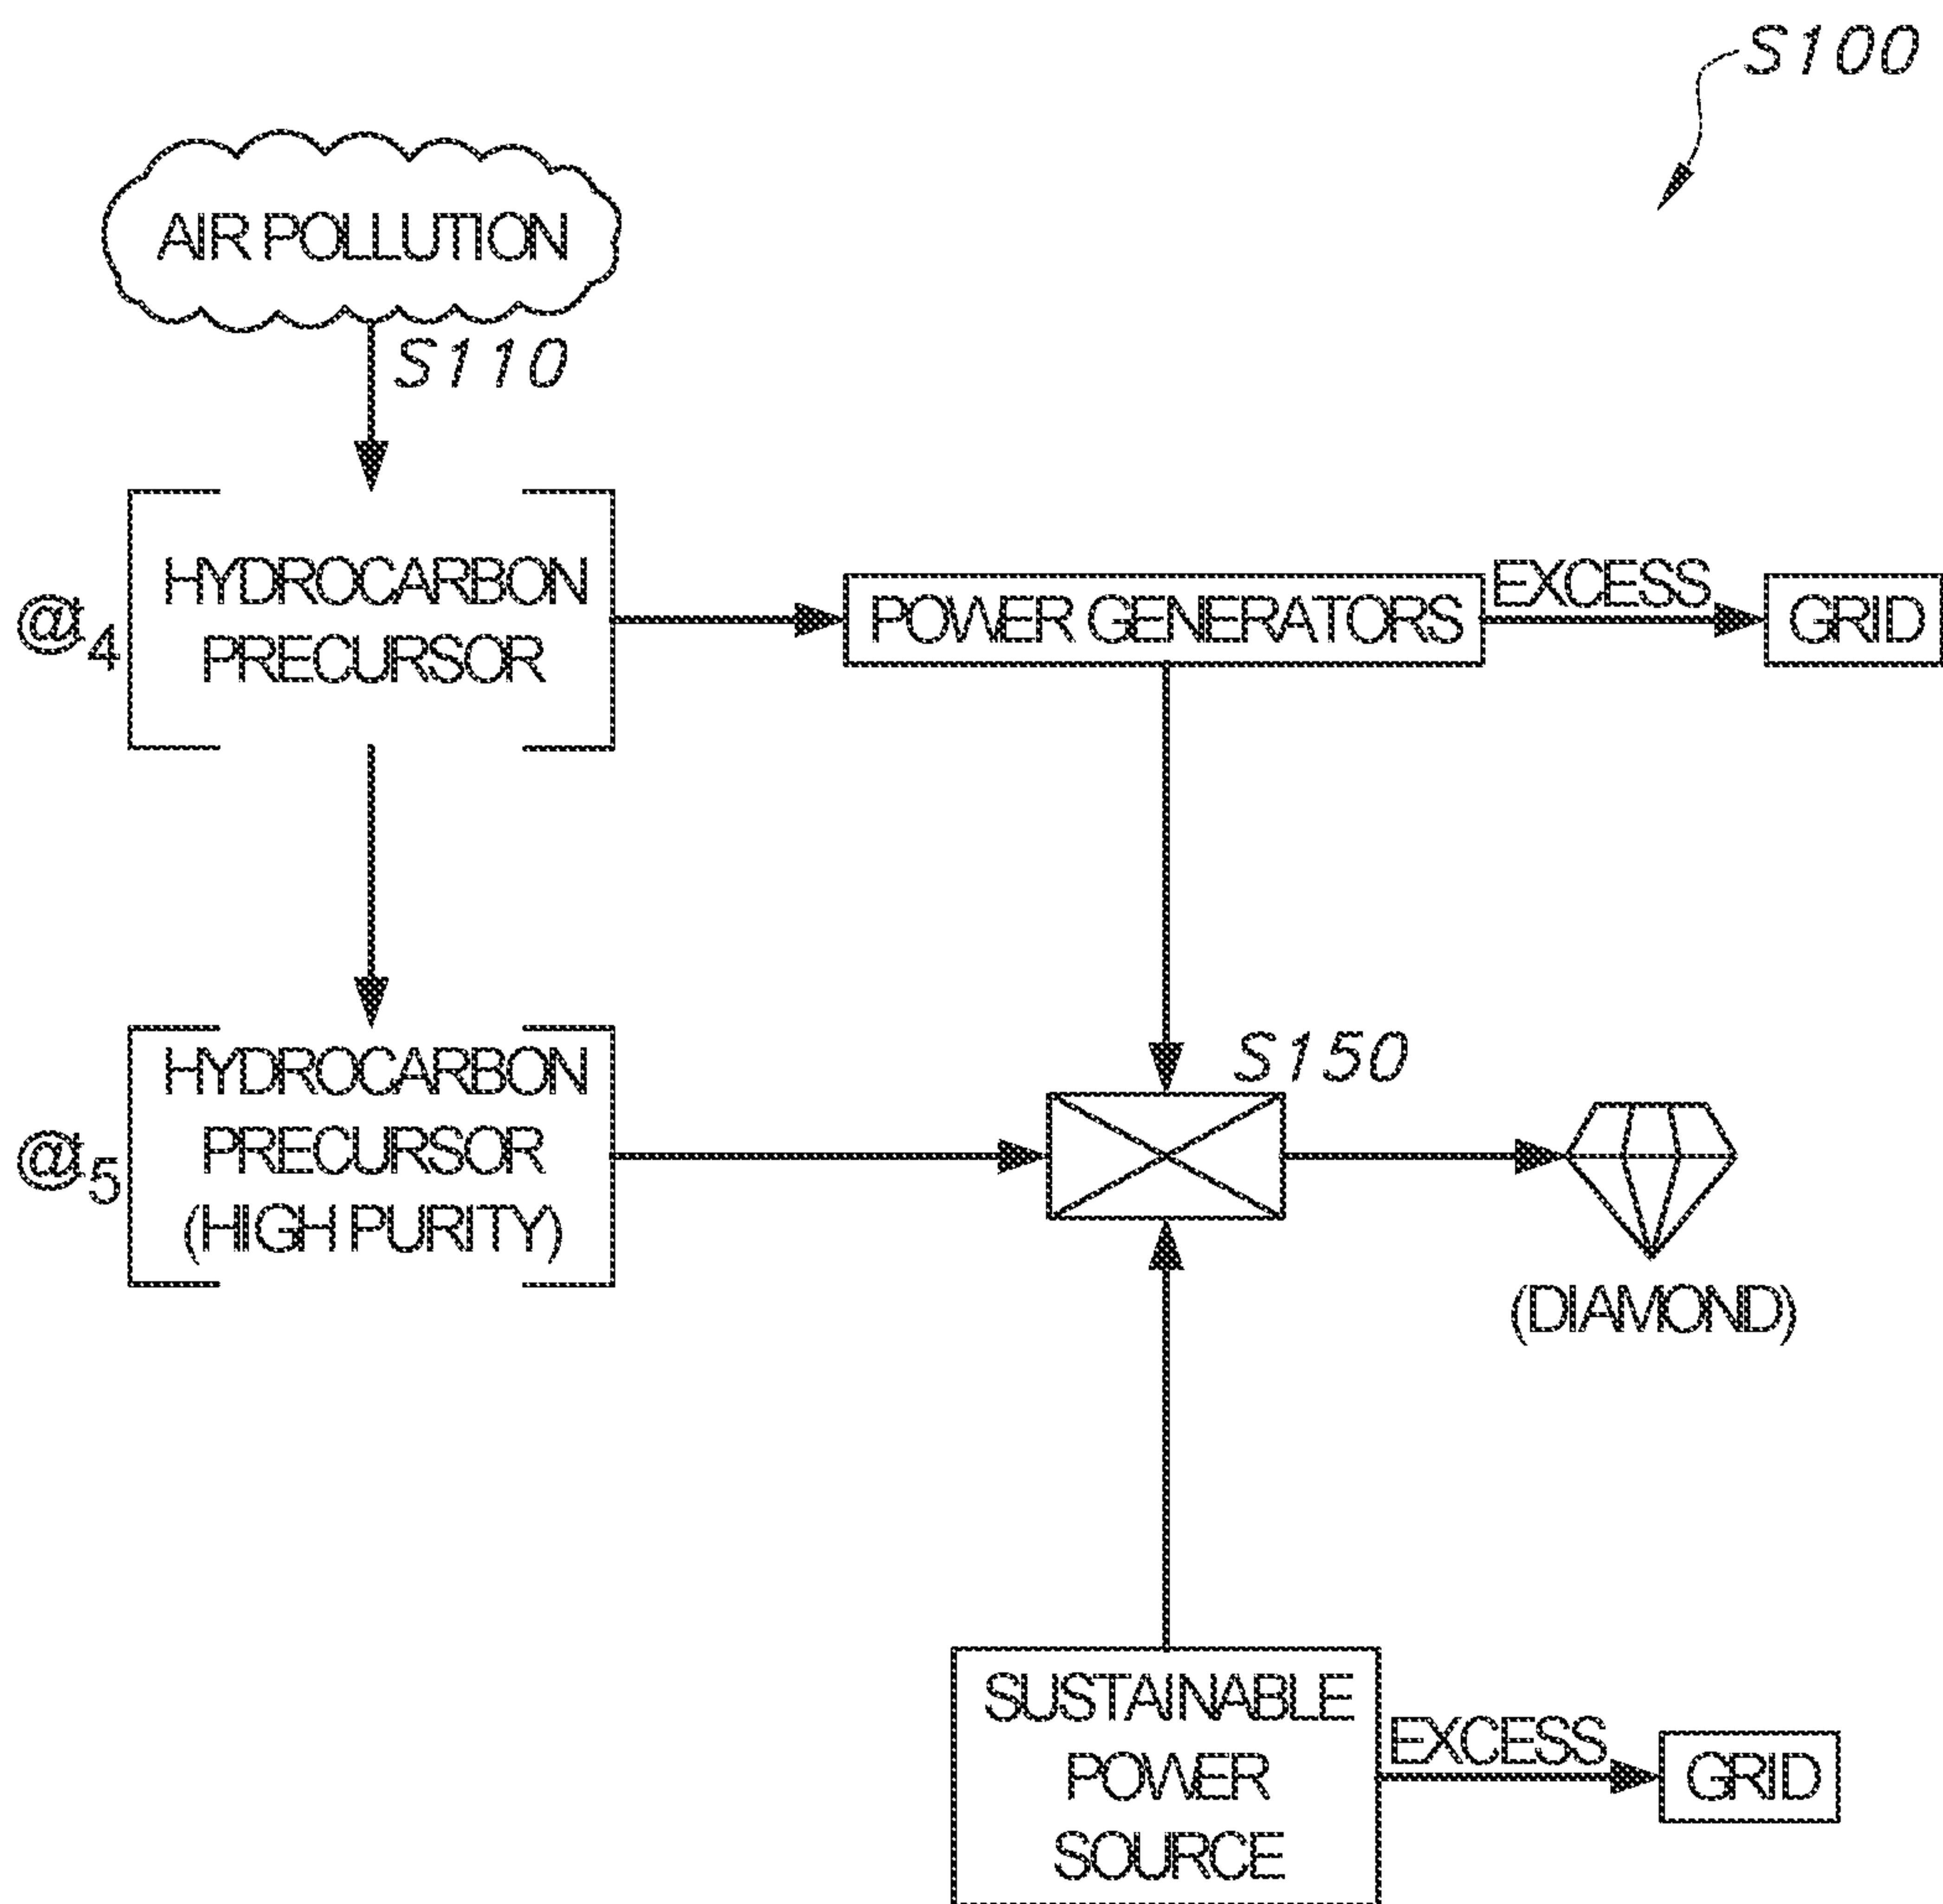 S100
AIR POLLUTION
S110
@t4
HYDROCARBON
PRECURSOR
POWER GENERATORS
EXCESS
GRID
@t5
HYDROCARBON
PRECURSOR
(HIGH PURITY)
S150
(DIAMOND)
SUSTAINABLE
POWER
SOURCE
EXCESS
GRID